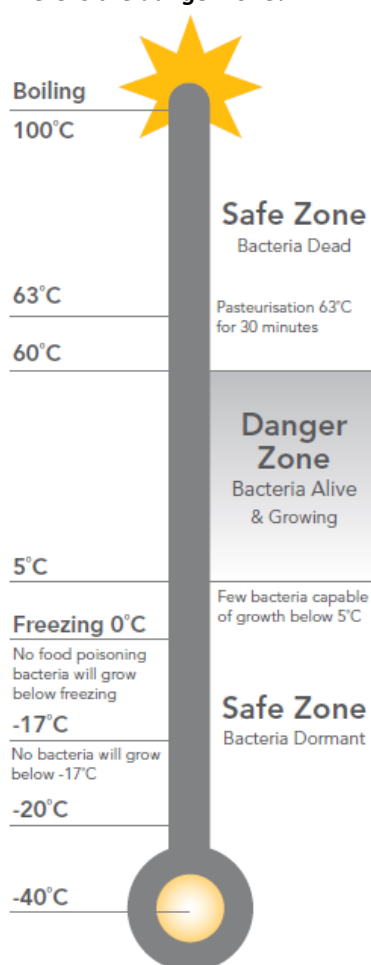 Boiling
100°C
Safe Zone
Bacteria Dead
63°C
Pasteurisation 63°C
for 30 minutes
60°C
Danger
Zone
Bacteria Alive
& Growing
5°C
Few bacteria capable
of growth below 5°C
Freezing 0°C
No food poisoning
bacteria will grow
below freezing
Safe Zone
Bacteria Dormant
-17°C
No bacteria will grow
below -17°C
-20°C
-40°C